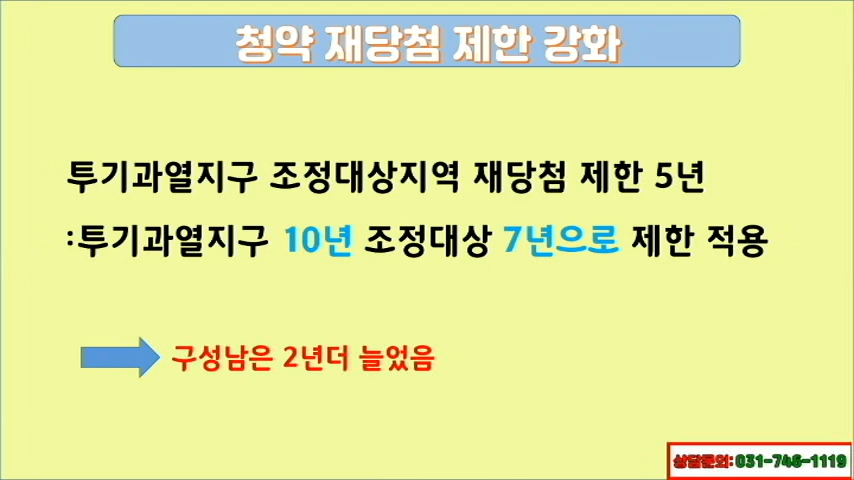 청약 재당첨 제한 강화
투기과열지구 조정대상지역 재당첨 제한 5년
:투기과열지구 10년 조정대상 7년으로 제한 적용
구성남은 2년더 늘었음
상담문의: 031-746-1119